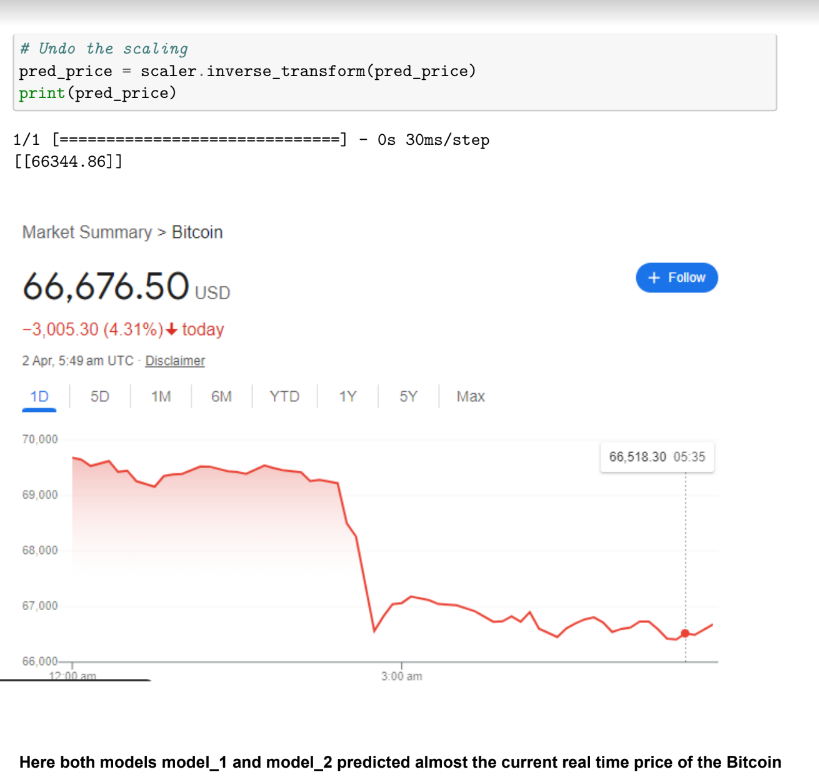 # Undo the scaling
pred_price = scaler.inverse_transform(pred_price)
print(pred_price)
1/1 [==============================] - 0s 30ms/step
[[66344.86]]
Market Summary > Bitcoin
66,676.50 USD
+ Follow
−3,005.30 (4.31%)↓ today
2 Apr, 5:49 am UTC · Disclaimer
1D 5D 1M 6M YTD 1Y 5Y Max
70,000
66,518.30 05:35
69,000
68,000
67,000
66,000
12:00 am 3:00 am
Here both models model_1 and model_2 predicted almost the current real time price of the Bitcoin